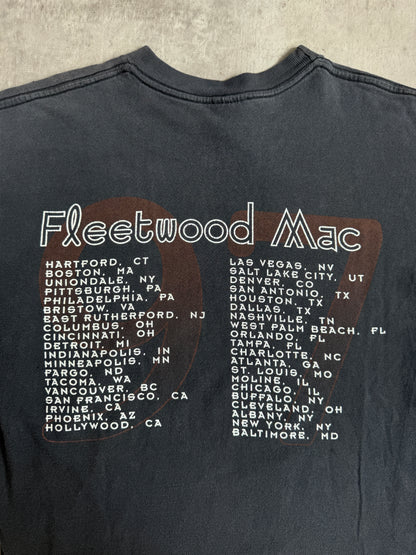 97
Fleetwood Mac
HARTFORD, CT
BOSTON, MA
UNIONDALE, NY
PITTSBURGH, PA
PHILADELPHIA, PA
BRISTOW, VA
EAST RUTHERFORD, NJ
COLUMBUS, OH
CINCINNATI, OH
DETROIT, MI
INDIANAPOLIS, IN
MINNEAPOLIS, MN
FARGO, ND
TACOMA, WA
VANCOUVER, BC
SAN FRANCISCO, CA
IRVINE, CA
PHOENIX, AZ
HOLLYWOOD, CA
LAS VEGAS, NV
SALT LAKE CITY, UT
DENVER, CO
SAN ANTONIO, TX
HOUSTON, TX
DALLAS, TX
NASHVILLE, TN
WEST PALM BEACH, FL
ORLANDO, FL
TAMPA, FL
CHARLOTTE, NC
ATLANTA, GA
ST. LOUIS, MO
MOLINE, IL
CHICAGO, IL
BUFFALO, NY
CLEVELAND, OH
ALBANY, NY
NEW YORK, NY
BALTIMORE, MD